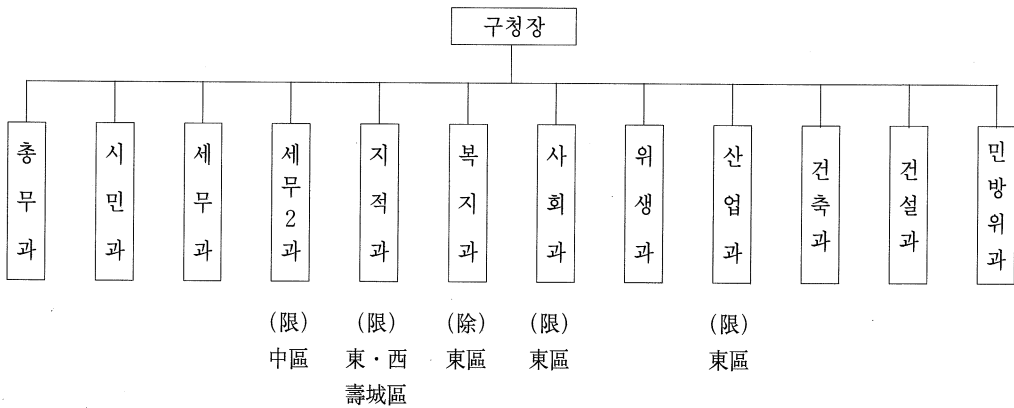 구청장
총무과
시민과
세무과
세무2과
지적과
복지과
사회과
위생과
산업과
건축과
건설과
민방위과
(限)
中區
(限)
東・西
壽城區
(除)
東區
(限)
東區
(限)
東區